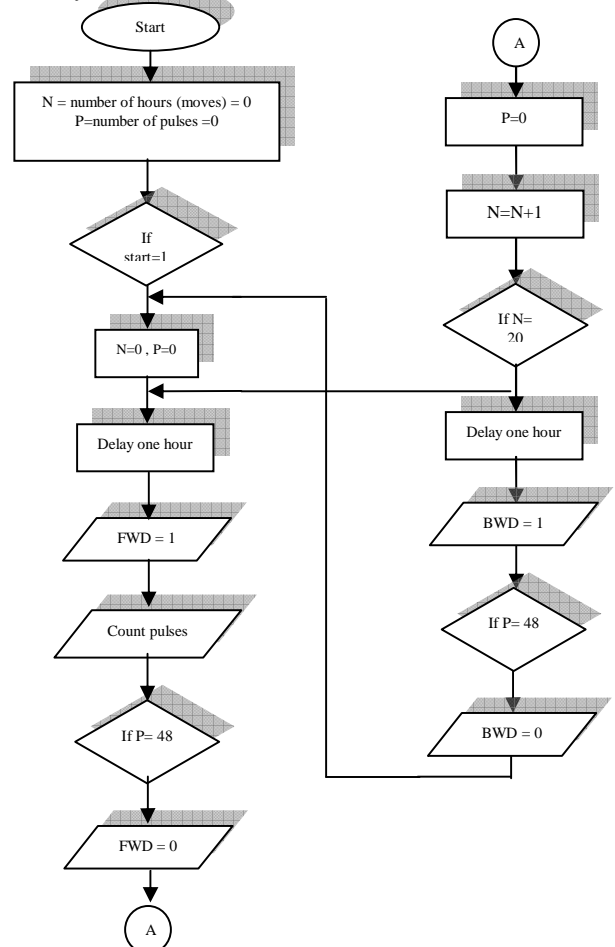 Start
N = number of hours (moves) = 0
P=number of pulses =0
If
start=1
N=0 , P=0
Delay one hour
FWD = 1
Count pulses
If P= 48
FWD = 0
A
A
P=0
N=N+1
If N=
20
Delay one hour
BWD = 1
If P= 48
BWD = 0